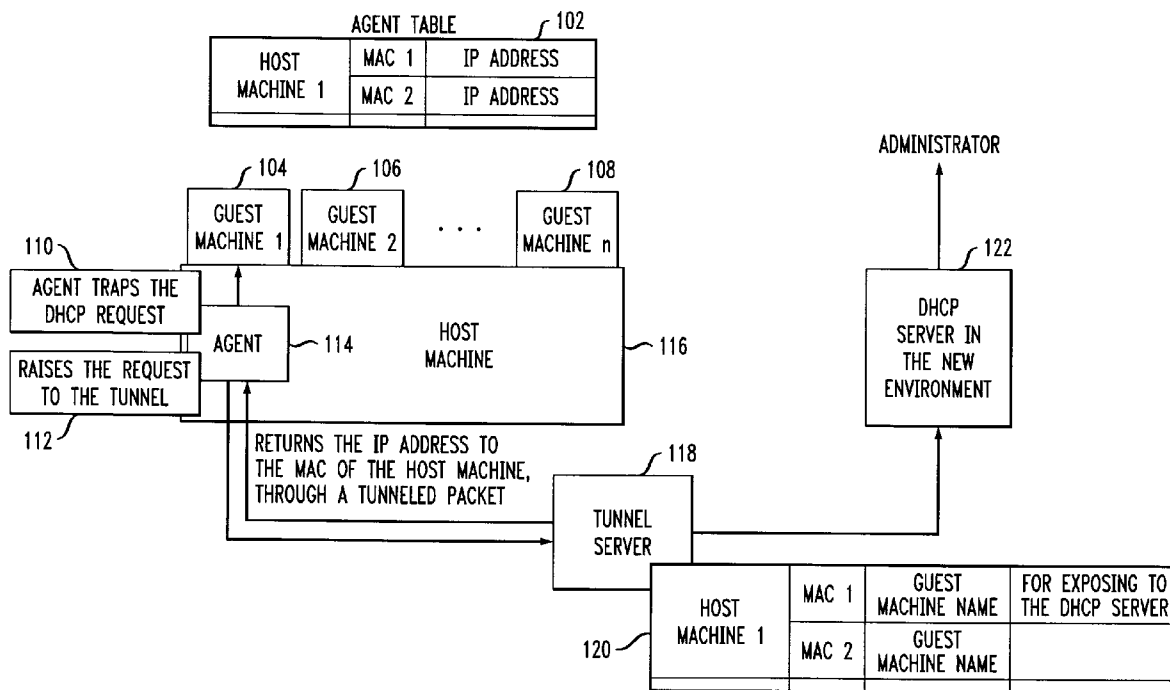 AGENT TABLE
102
HOST
MACHINE 1
MAC 1
IP ADDRESS
MAC 2
IP ADDRESS
104
106
108
GUEST
MACHINE 1
GUEST
MACHINE 2
. . .
GUEST
MACHINE n
ADMINISTRATOR
110
AGENT TRAPS THE
DHCP REQUEST
122
DHCP
SERVER IN
THE NEW
ENVIRONMENT
AGENT
114
HOST
MACHINE
116
RAISES THE REQUEST
TO THE TUNNEL
112
RETURNS THE IP ADDRESS TO
THE MAC OF THE HOST MACHINE,
THROUGH A TUNNELED PACKET
118
TUNNEL
SERVER
120
HOST
MACHINE 1
MAC 1
GUEST
MACHINE NAME
FOR EXPOSING TO
THE DHCP SERVER
MAC 2
GUEST
MACHINE NAME